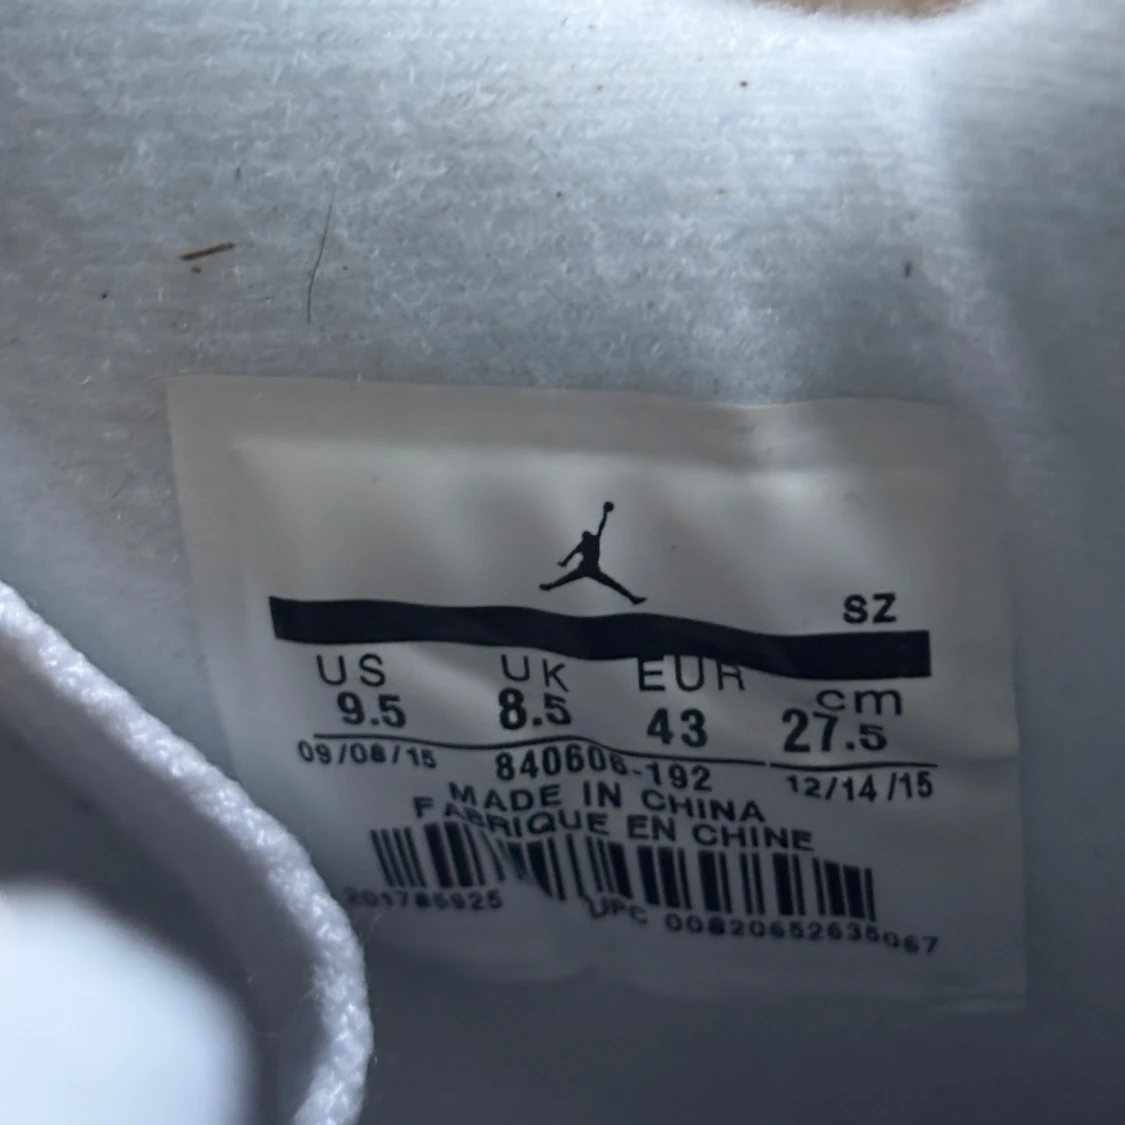 SZ
US UK EUR cm
9.5 8.5 43 27.5
09/08/15 840606-192 12/14/15
MADE IN CHINA
FABRIQUE EN CHINE
UPC 00820652635067